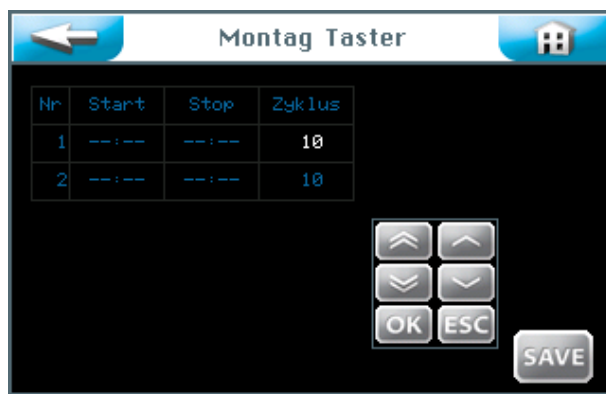 Montag Taster
Nr Start Stop Zyklus
1 --:-- --:-- 10
2 --:-- --:-- 10
OK ESC
SAVE